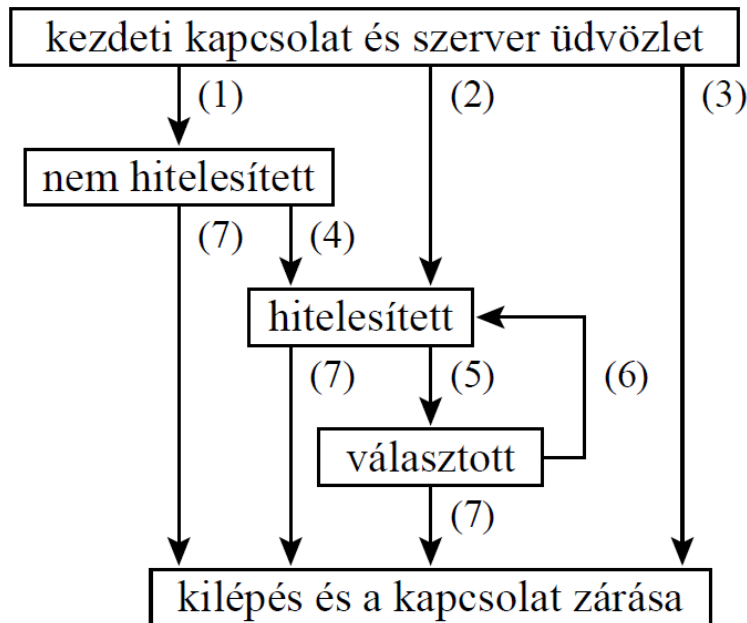 kezdeti kapcsolat és szerver üdvözlet
(1)
(2)
(3)
nem hitelesített
(7)
(4)
hitelesített
(7)
(5)
(6)
választott
(7)
kilépés és a kapcsolat zárása